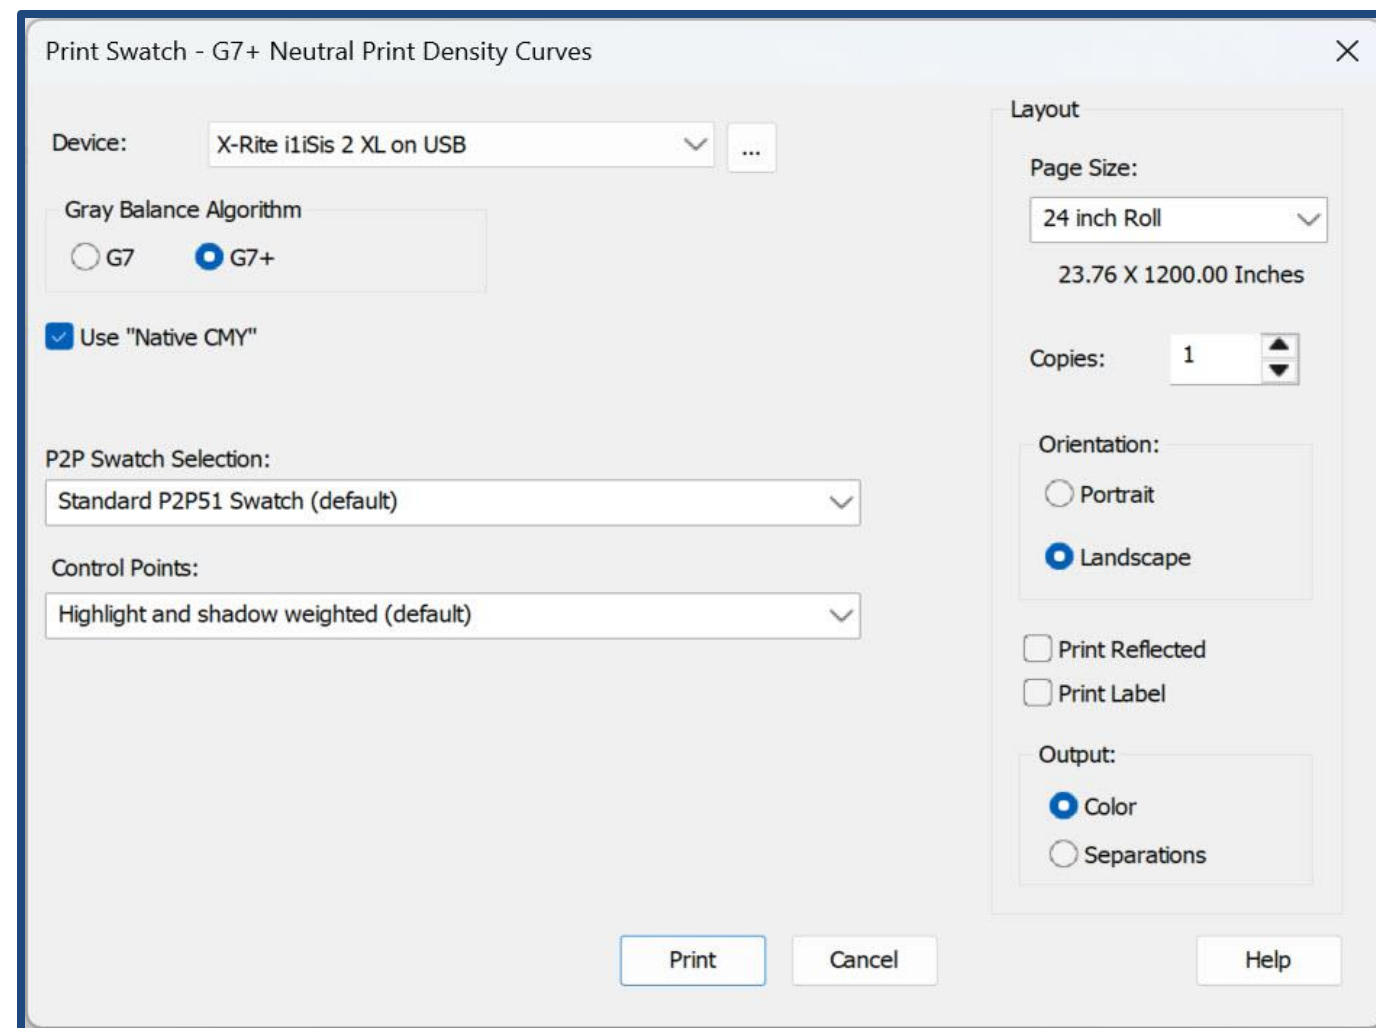 Print Swatch - G7+ Neutral Print Density Curves
Device:
X-Rite i1iSis 2 XL on USB
...
Gray Balance Algorithm
G7
G7+
Use "Native CMY"
P2P Swatch Selection:
Standard P2P51 Swatch (default)
Control Points:
Highlight and shadow weighted (default)
Layout
Page Size:
24 inch Roll
23.76 X 1200.00 Inches
Copies:
1
Orientation:
Portrait
Landscape
Print Reflected
Print Label
Output:
Color
Separations
Print
Cancel
Help